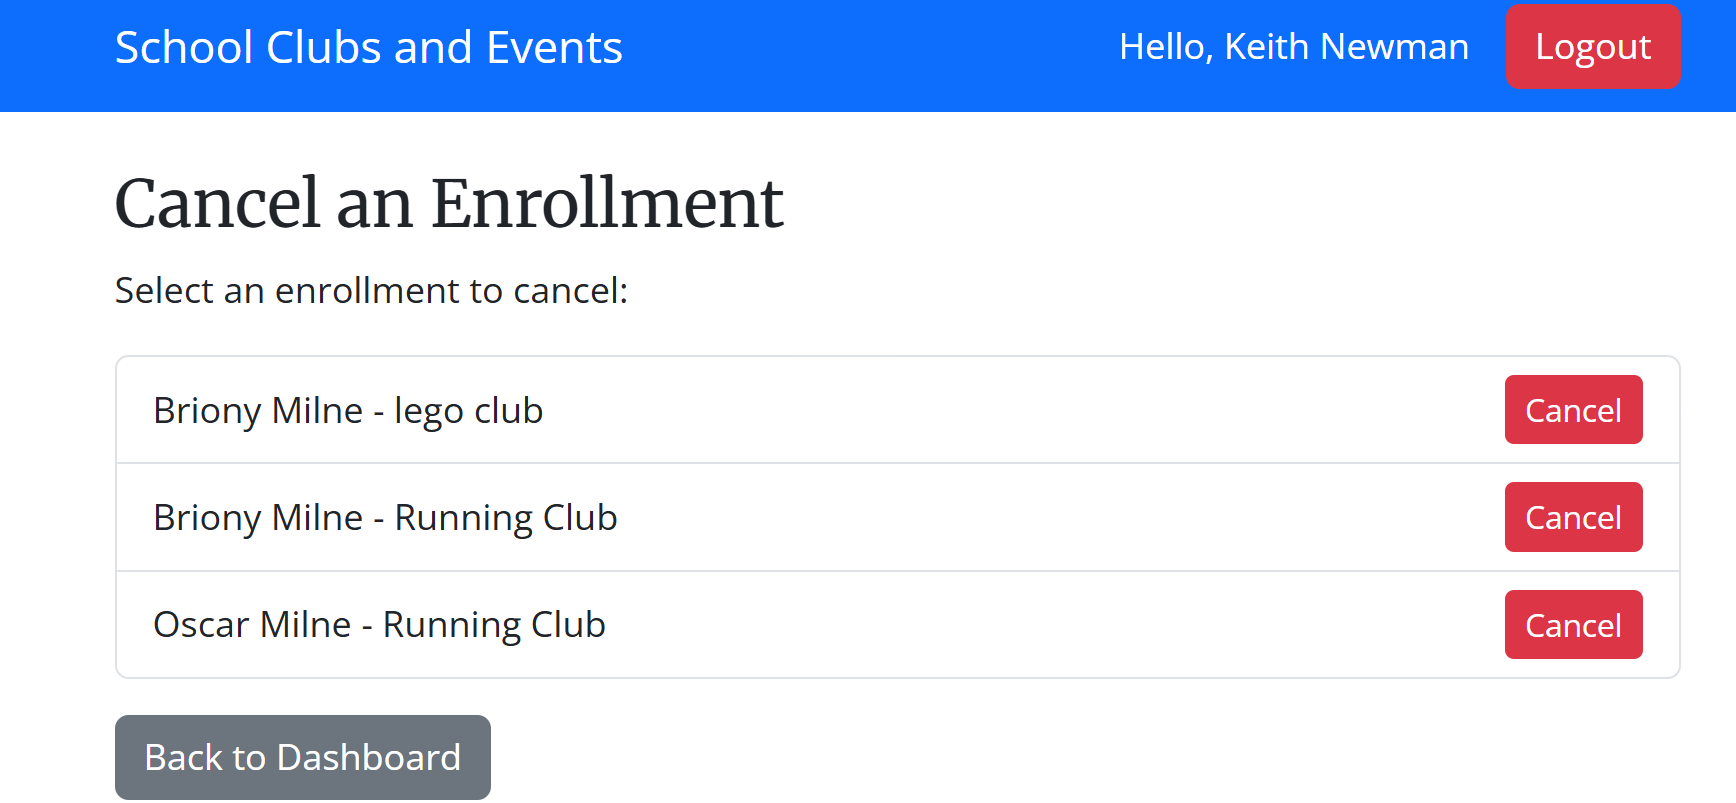 School Clubs and Events
Hello, Keith Newman
Logout
Cancel an Enrollment
Select an enrollment to cancel:
Briony Milne - lego club
Cancel
Briony Milne - Running Club
Cancel
Oscar Milne - Running Club
Cancel
Back to Dashboard